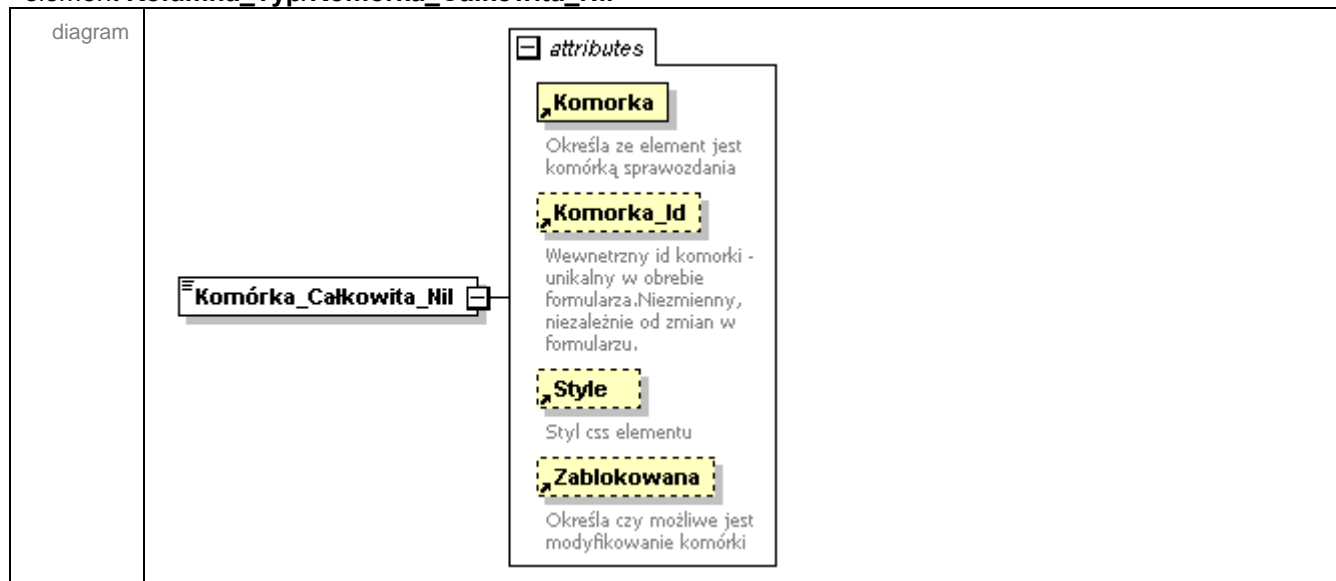 diagram
attributes
Komorka
Określa ze element jest
komórką sprawozdania
Komorka_Id
Wewnetrzny id komorki -
unikalny w obrebie
formularza.Niezmienny,
niezależnie od zmian w
formularzu.
Komórka_Całkowita_Nil
Style
Styl css elementu
Zablokowana
Określa czy możliwe jest
modyfikowanie komórki